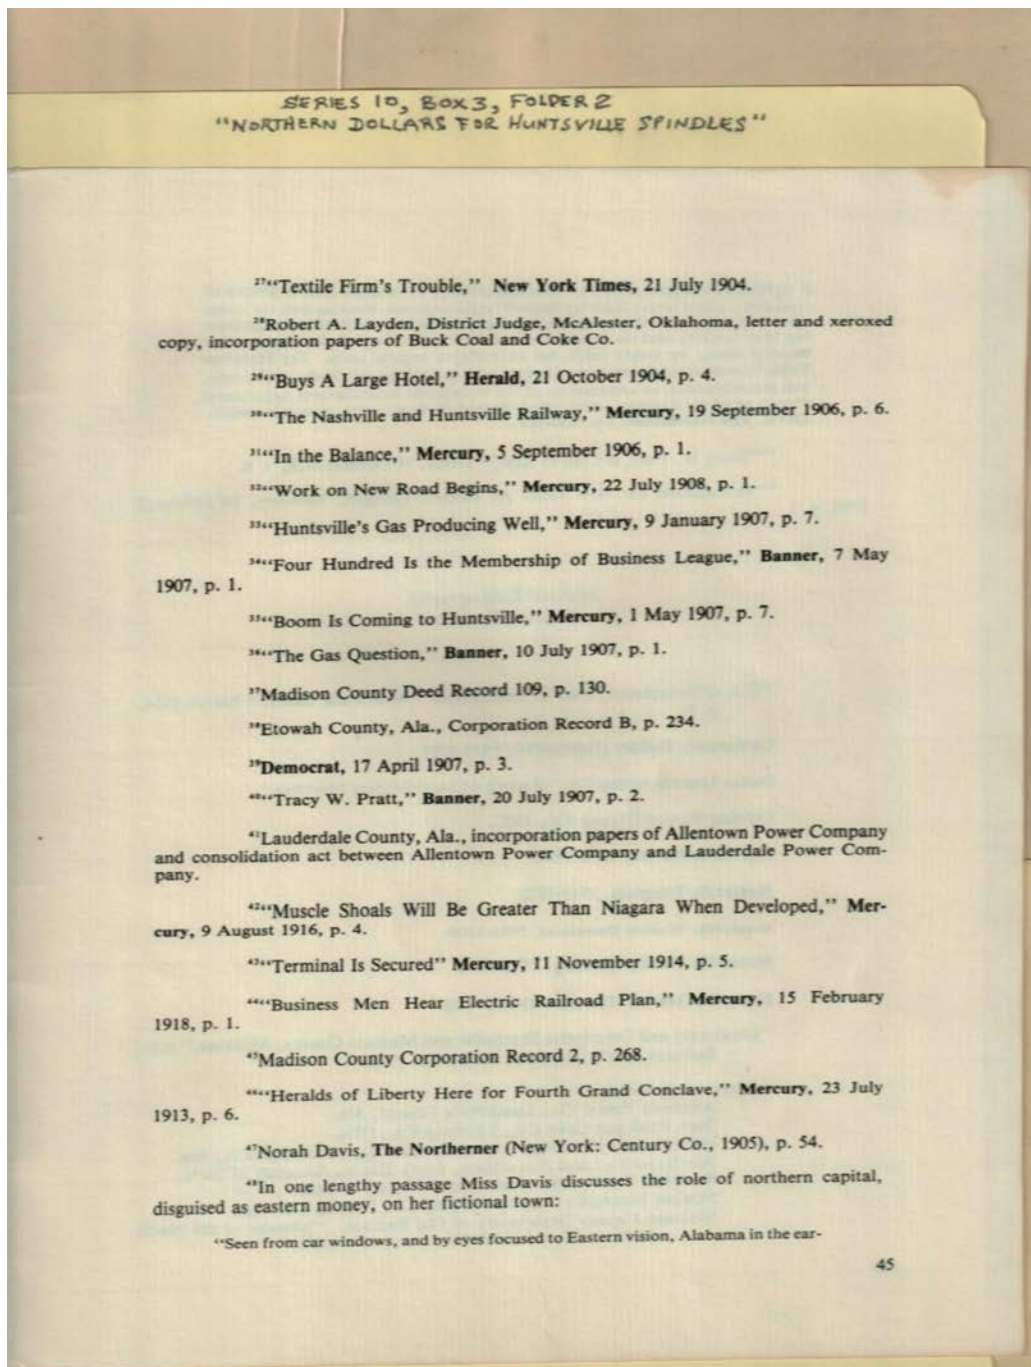 SERIES 10, BOX 3, FOLDER 2
"NORTHERN DOLLARS FOR HUNTSVILLE SPINDLES"
27"Textile Firm's Trouble," New York Times, 21 July 1904.
28Robert A. Layden, District Judge, McAlester, Oklahoma, letter and xeroxed
copy, incorporation papers of Buck Coal and Coke Co.
29"Buys A Large Hotel," Herald, 21 October 1904, p. 4.
30"The Nashville and Huntsville Railway," Mercury, 19 September 1906, p. 6.
31"In the Balance," Mercury, 5 September 1906, p. 1.
32"Work on New Road Begins," Mercury, 22 July 1908, p. 1.
33"Huntsville's Gas Producing Well," Mercury, 9 January 1907, p. 7.
34"Four Hundred Is the Membership of Business League," Banner, 7 May
1907, p. 1.
35"Boom Is Coming to Huntsville," Mercury, 1 May 1907, p. 7.
36"The Gas Question," Banner, 10 July 1907, p. 1.
37Madison County Deed Record 109, p. 130.
38Etowah County, Ala., Corporation Record B, p. 234.
39Democrat, 17 April 1907, p. 3.
40"Tracy W. Pratt," Banner, 20 July 1907, p. 2.
41Lauderdale County, Ala., incorporation papers of Allentown Power Company
and consolidation act between Allentown Power Company and Lauderdale Power Com-
pany.
42"Muscle Shoals Will Be Greater Than Niagara When Developed," Mer-
cury, 9 August 1916, p. 4.
43"Terminal Is Secured" Mercury, 11 November 1914, p. 5.
44"Business Men Hear Electric Railroad Plan," Mercury, 15 February
1918, p. 1.
45Madison County Corporation Record 2, p. 268.
46"Heralds of Liberty Here for Fourth Grand Conclave," Mercury, 23 July
1913, p. 6.
47Norah Davis, The Northerner (New York: Century Co., 1905), p. 54.
48In one lengthy passage Miss Davis discusses the role of northern capital,
disguised as eastern money, on her fictional town:
"Seen from car windows, and by eyes focused to Eastern vision, Alabama in the ear-
45